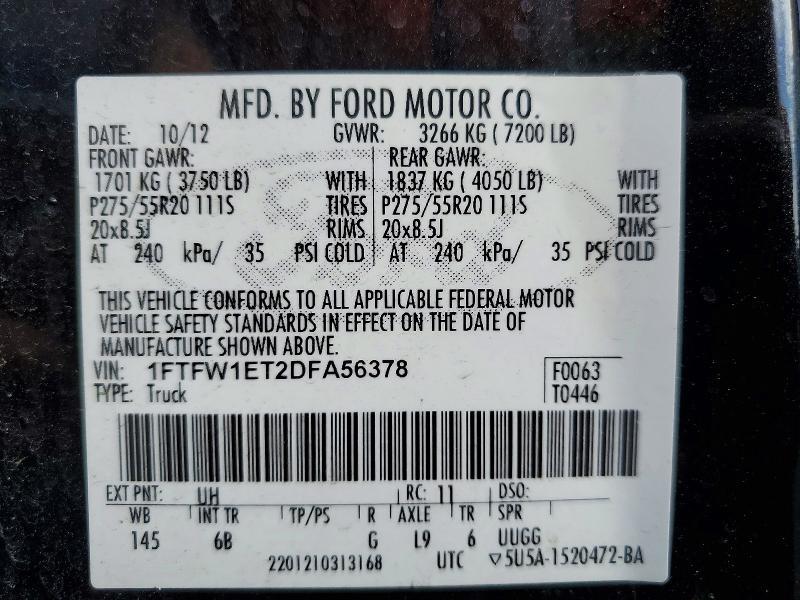 MFD. BY FORD MOTOR CO.
DATE: 10/12 GVWR: 3266 KG ( 7200 LB)
FRONT GAWR: REAR GAWR:
1701 KG ( 3750 LB) WITH 1837 KG ( 4050 LB) WITH
P275/55R20 111S TIRES P275/55R20 111S TIRES
20x8.5J RIMS 20x8.5J RIMS
AT 240 kPa/ 35 PSI COLD AT 240 kPa/ 35 PSI COLD
THIS VEHICLE CONFORMS TO ALL APPLICABLE FEDERAL MOTOR
VEHICLE SAFETY STANDARDS IN EFFECT ON THE DATE OF
MANUFACTURE SHOWN ABOVE.
VIN: 1FTFW1ET2DFA56378 F0063
TYPE: Truck T0446
EXT PNT: UH RC: 11 DSO:
WB INT TR TP/PS R AXLE TR SPR
145 6B G L9 6 UUGG
2201210313168 UTC ▽5U5A-1520472-BA